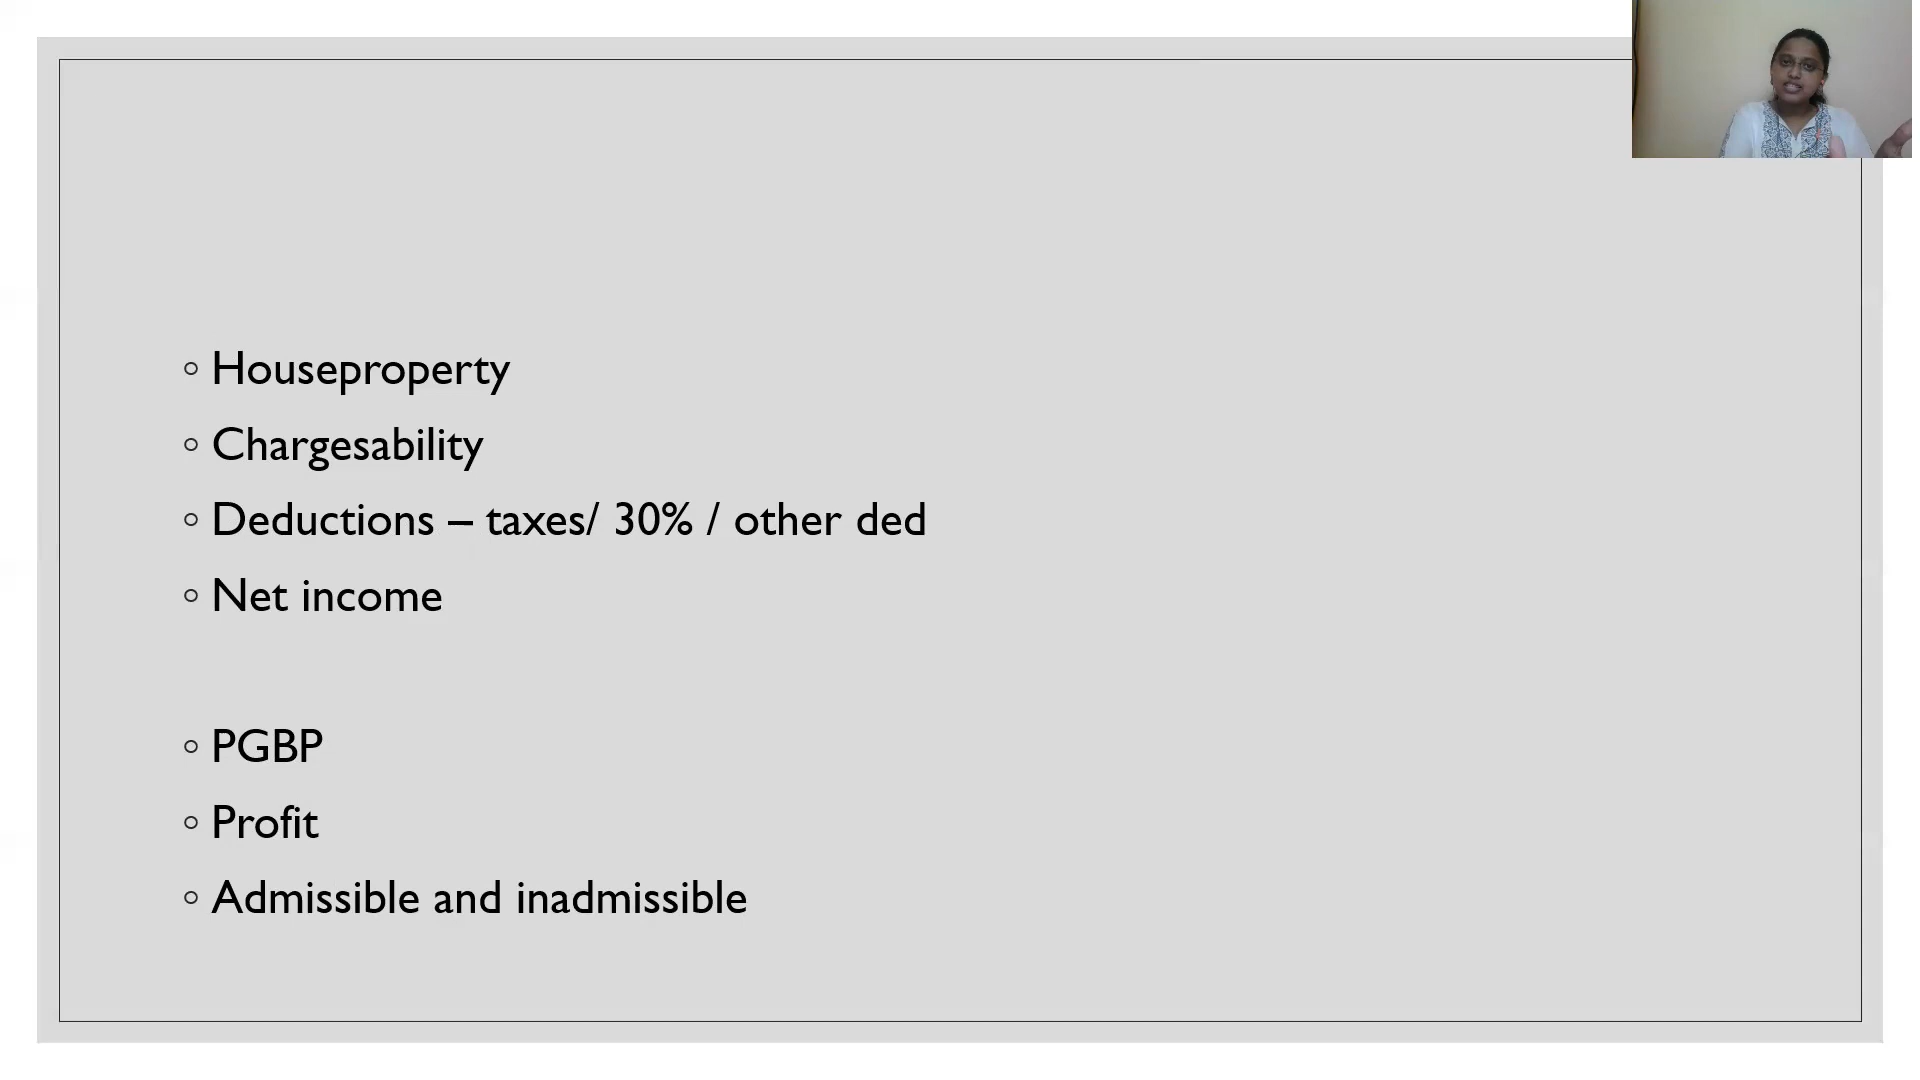 ◦ Houseproperty
◦ Chargesability
◦ Deductions – taxes/ 30% / other ded
◦ Net income
◦ PGBP
◦ Profit
◦ Admissible and inadmissible